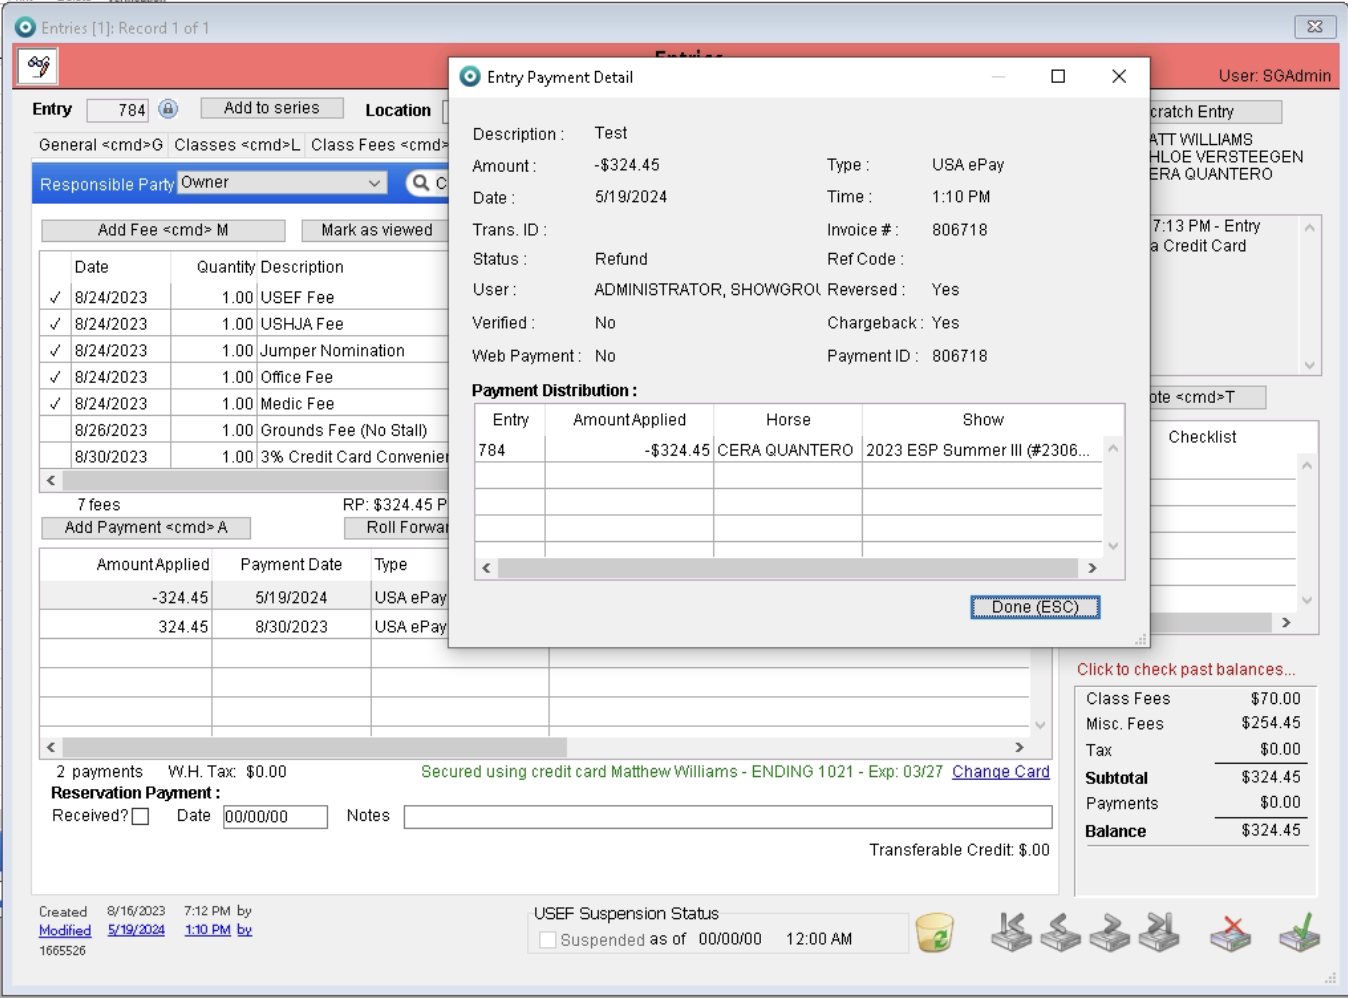 Entries [1]: Record 1 of 1
User: SGAdmin
Entry 784 Add to series Location
General <cmd>G Classes <cmd>L Class Fees <cmd>
Responsible Party Owner
Add Fee <cmd> M Mark as viewed
Date Quantity Description
✓ 8/24/2023 1.00 USEF Fee
✓ 8/24/2023 1.00 USHJA Fee
✓ 8/24/2023 1.00 Jumper Nomination
✓ 8/24/2023 1.00 Office Fee
✓ 8/24/2023 1.00 Medic Fee
8/26/2023 1.00 Grounds Fee (No Stall)
8/30/2023 1.00 3% Credit Card Convenier
7 fees RP: $324.45 P
Add Payment <cmd> A Roll Forwar
Amount Applied Payment Date Type
-324.45 5/19/2024 USA ePay
324.45 8/30/2023 USA ePay
2 payments W.H. Tax: $0.00 Secured using credit card Matthew Williams - ENDING 1021 - Exp: 03/27 Change Card
Reservation Payment :
Received? Date 00/00/00 Notes
Transferable Credit: $.00
Entry Payment Detail
Description : Test
Amount : -$324.45 Type : USA ePay
Date : 5/19/2024 Time : 1:10 PM
Trans. ID : Invoice # : 806718
Status : Refund Ref Code :
User : ADMINISTRATOR, SHOWGROU Reversed : Yes
Verified : No Chargeback : Yes
Web Payment : No Payment ID : 806718
Payment Distribution :
Entry Amount Applied Horse Show
784 -$324.45 CERA QUANTERO 2023 ESP Summer III (#2306...
Done (ESC)
cratch Entry
ATT WILLIAMS
HLOE VERSTEEGEN
ERA QUANTERO
7:13 PM - Entry
a Credit Card
ote <cmd>T
Checklist
Click to check past balances...
Class Fees $70.00
Misc. Fees $254.45
Tax $0.00
Subtotal $324.45
Payments $0.00
Balance $324.45
Created 8/16/2023 7:12 PM by
Modified 5/19/2024 1:10 PM by
1665526
USEF Suspension Status
Suspended as of 00/00/00 12:00 AM